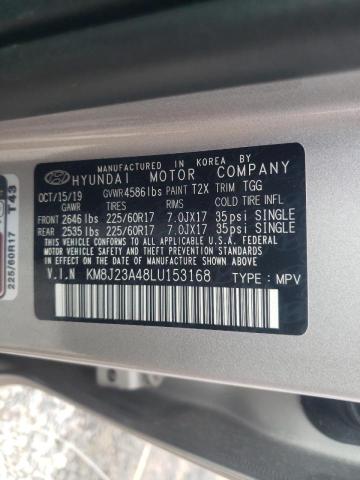 MANUFACTURED IN KOREA BY
HYUNDAI MOTOR COMPANY
OCT/15/19 GVWR 4586 lbs PAINT T2X TRIM TGG
GAWR COLD TIRE INFL
FRONT 2646 lbs 225/60R17 7.0JX17 35psi SINGLE
REAR 2535 lbs 225/60R17 7.0JX17 35psi SINGLE
THIS VEHICLE CONFORMS TO ALL APPLICABLE U.S.
FEDERAL MOTOR VEHICLE SAFETY AND THEFT
PREVENTION STANDARDS IN EFFECT ON THE DATE
OF MANUFACTURE SHOWN ABOVE.
V.I.N KM8J23A48LU153168 TYPE: MPV
225/60R17 T43